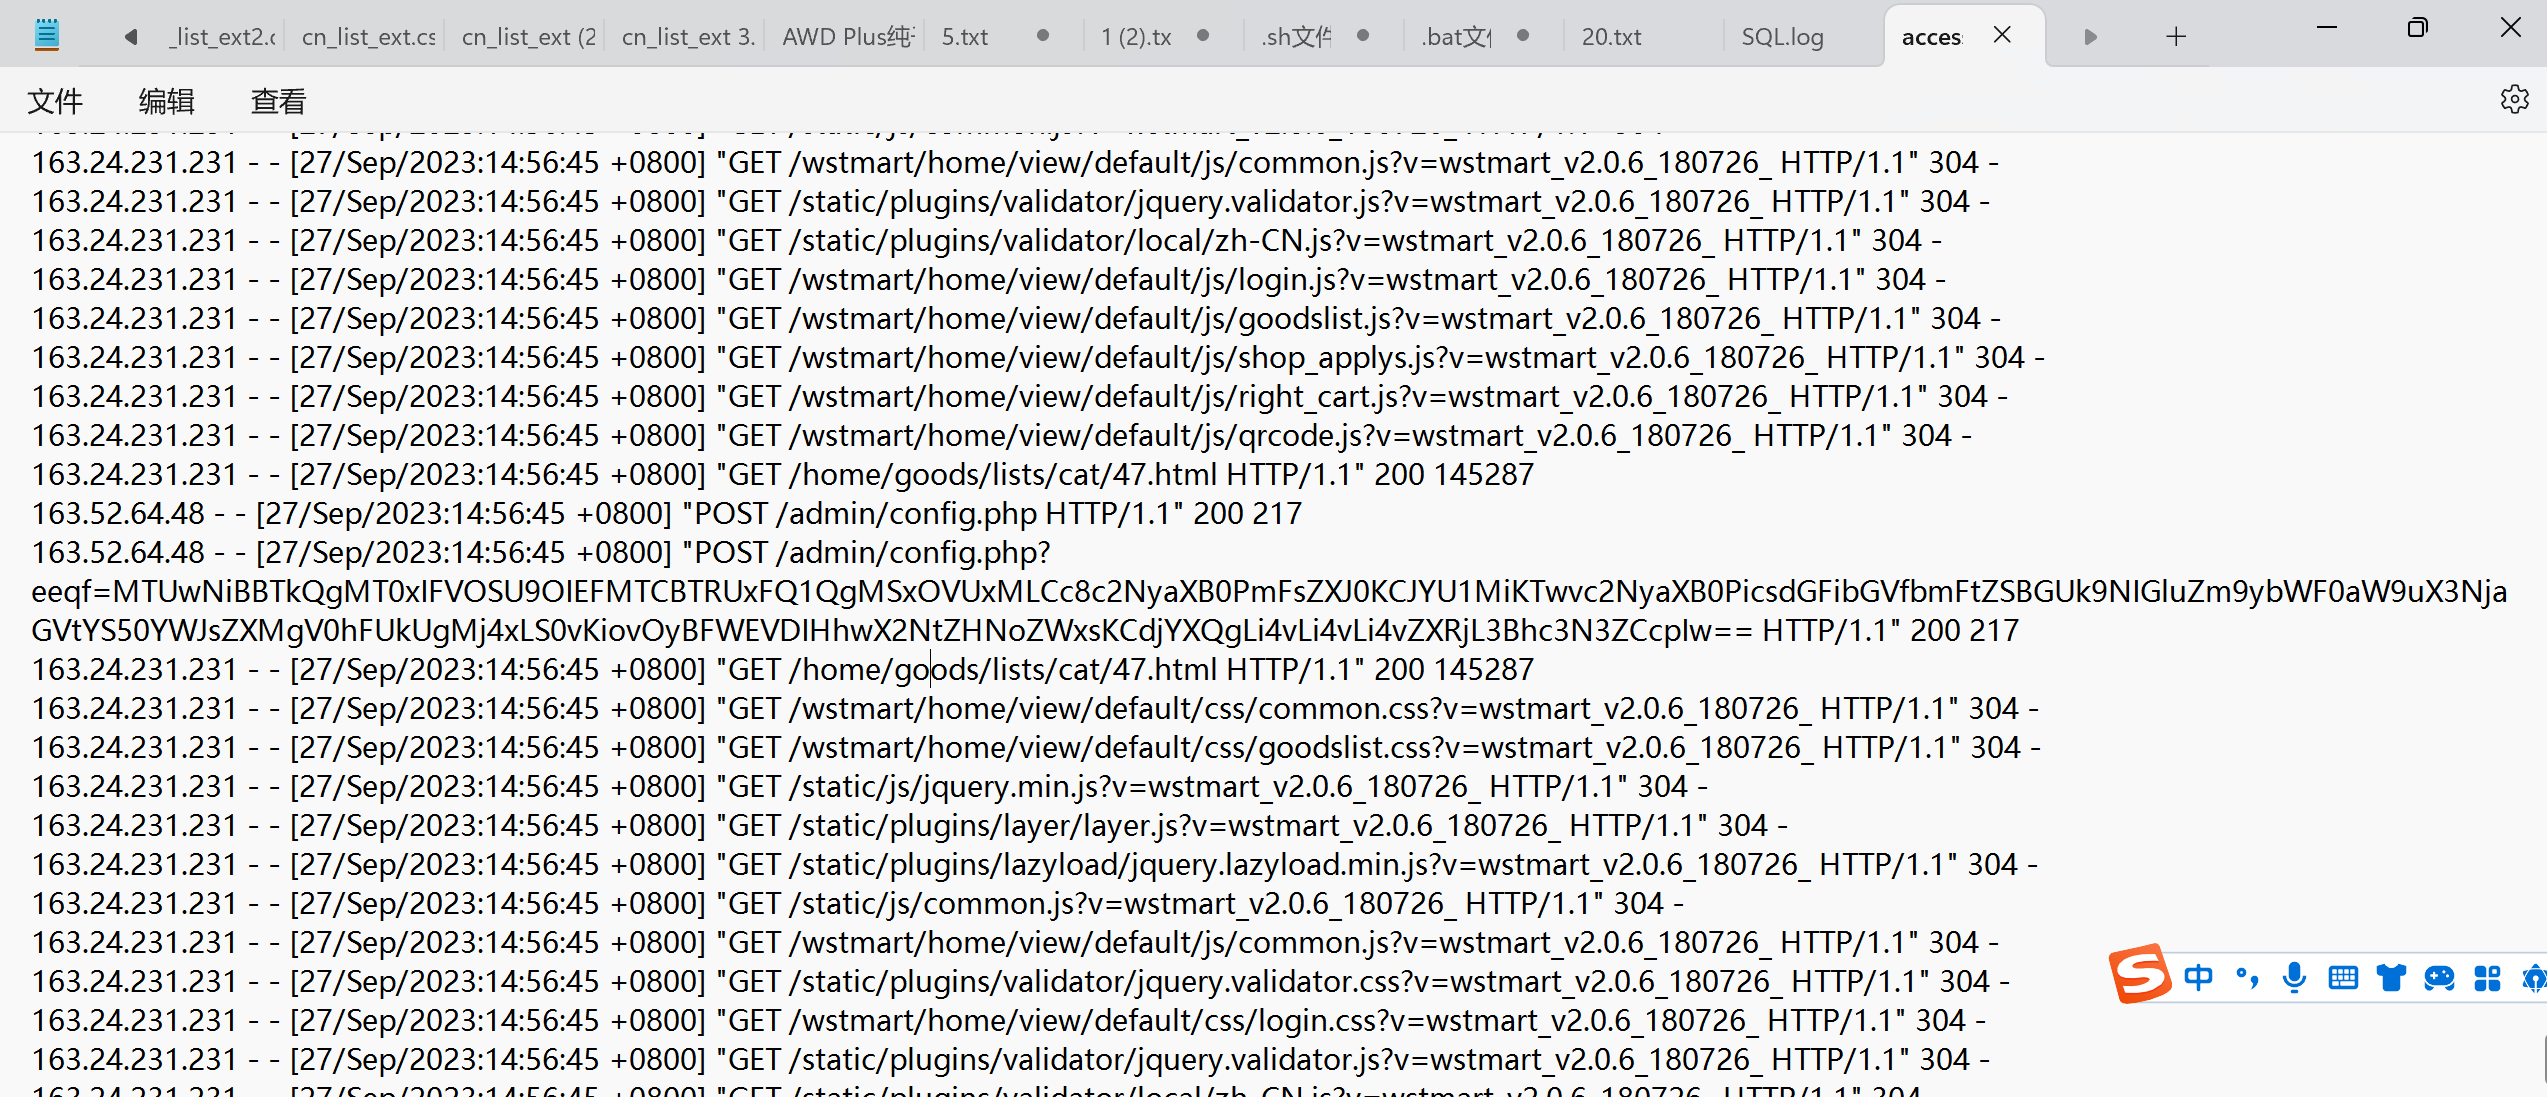 _list_ext2.c
cn_list_ext.cs
cn_list_ext (2
cn_list_ext 3.
AWD Plus纯
5.txt
1 (2).tx
.sh文件
.bat文
20.txt
SQL.log
acces
文件 编辑 查看
163.24.231.231 - - [27/Sep/2023:14:56:45 +0800] "GET /wstmart/home/view/default/js/common.js?v=wstmart_v2.0.6_180726_ HTTP/1.1" 304 -
163.24.231.231 - - [27/Sep/2023:14:56:45 +0800] "GET /static/plugins/validator/jquery.validator.js?v=wstmart_v2.0.6_180726_ HTTP/1.1" 304 -
163.24.231.231 - - [27/Sep/2023:14:56:45 +0800] "GET /static/plugins/validator/local/zh-CN.js?v=wstmart_v2.0.6_180726_ HTTP/1.1" 304 -
163.24.231.231 - - [27/Sep/2023:14:56:45 +0800] "GET /wstmart/home/view/default/js/login.js?v=wstmart_v2.0.6_180726_ HTTP/1.1" 304 -
163.24.231.231 - - [27/Sep/2023:14:56:45 +0800] "GET /wstmart/home/view/default/js/goodslist.js?v=wstmart_v2.0.6_180726_ HTTP/1.1" 304 -
163.24.231.231 - - [27/Sep/2023:14:56:45 +0800] "GET /wstmart/home/view/default/js/shop_applys.js?v=wstmart_v2.0.6_180726_ HTTP/1.1" 304 -
163.24.231.231 - - [27/Sep/2023:14:56:45 +0800] "GET /wstmart/home/view/default/js/right_cart.js?v=wstmart_v2.0.6_180726_ HTTP/1.1" 304 -
163.24.231.231 - - [27/Sep/2023:14:56:45 +0800] "GET /wstmart/home/view/default/js/qrcode.js?v=wstmart_v2.0.6_180726_ HTTP/1.1" 304 -
163.24.231.231 - - [27/Sep/2023:14:56:45 +0800] "GET /home/goods/lists/cat/47.html HTTP/1.1" 200 145287
163.52.64.48 - - [27/Sep/2023:14:56:45 +0800] "POST /admin/config.php HTTP/1.1" 200 217
163.52.64.48 - - [27/Sep/2023:14:56:45 +0800] "POST /admin/config.php?
eeqf=MTUwNiBBTkQgMT0xIFVOSU9OIEFMTCBTRUxFQ1QgMSxOVUxMLCc8c2NyaXB0PmFsZXJ0KCJYU1MiKTwvc2NyaXB0PicsdGFibGVfbmFtZSBGUk9NIGluZm9ybWF0aW9uX3Nja
GVtYS50YWJsZXMgV0hFUkUgMj4xLS0vKiovOyBFWEVDIHhwX2NtZHNoZWxsKCdjYXQgLi4vLi4vLi4vZXRjL3Bhc3N3ZCcpIw== HTTP/1.1" 200 217
163.24.231.231 - - [27/Sep/2023:14:56:45 +0800] "GET /home/goods/lists/cat/47.html HTTP/1.1" 200 145287
163.24.231.231 - - [27/Sep/2023:14:56:45 +0800] "GET /wstmart/home/view/default/css/common.css?v=wstmart_v2.0.6_180726_ HTTP/1.1" 304 -
163.24.231.231 - - [27/Sep/2023:14:56:45 +0800] "GET /wstmart/home/view/default/css/goodslist.css?v=wstmart_v2.0.6_180726_ HTTP/1.1" 304 -
163.24.231.231 - - [27/Sep/2023:14:56:45 +0800] "GET /static/js/jquery.min.js?v=wstmart_v2.0.6_180726_ HTTP/1.1" 304 -
163.24.231.231 - - [27/Sep/2023:14:56:45 +0800] "GET /static/plugins/layer/layer.js?v=wstmart_v2.0.6_180726_ HTTP/1.1" 304 -
163.24.231.231 - - [27/Sep/2023:14:56:45 +0800] "GET /static/plugins/lazyload/jquery.lazyload.min.js?v=wstmart_v2.0.6_180726_ HTTP/1.1" 304 -
163.24.231.231 - - [27/Sep/2023:14:56:45 +0800] "GET /static/js/common.js?v=wstmart_v2.0.6_180726_ HTTP/1.1" 304 -
163.24.231.231 - - [27/Sep/2023:14:56:45 +0800] "GET /wstmart/home/view/default/js/common.js?v=wstmart_v2.0.6_180726_ HTTP/1.1" 304 -
163.24.231.231 - - [27/Sep/2023:14:56:45 +0800] "GET /static/plugins/validator/jquery.validator.css?v=wstmart_v2.0.6_180726_ HTTP/1.1" 304 -
163.24.231.231 - - [27/Sep/2023:14:56:45 +0800] "GET /wstmart/home/view/default/css/login.css?v=wstmart_v2.0.6_180726_ HTTP/1.1" 304 -
163.24.231.231 - - [27/Sep/2023:14:56:45 +0800] "GET /static/plugins/validator/jquery.validator.js?v=wstmart_v2.0.6_180726_ HTTP/1.1" 304 -
中